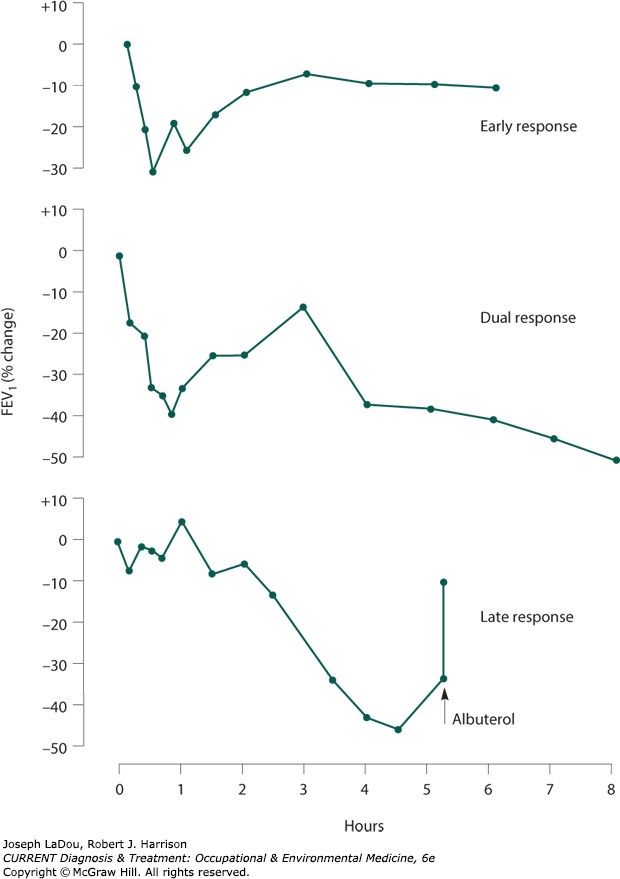 +10
0
−10
−20
−30
Early response
+10
0
−10
−20
−30
−40
−50
Dual response
FEV1 (% change)
+10
0
−10
−20
−30
−40
−50
Late response
Albuterol
0 1 2 3 4 5 6 7 8
Hours
Joseph LaDou, Robert J. Harrison
CURRENT Diagnosis & Treatment: Occupational & Environmental Medicine, 6e
Copyright © McGraw Hill. All rights reserved.